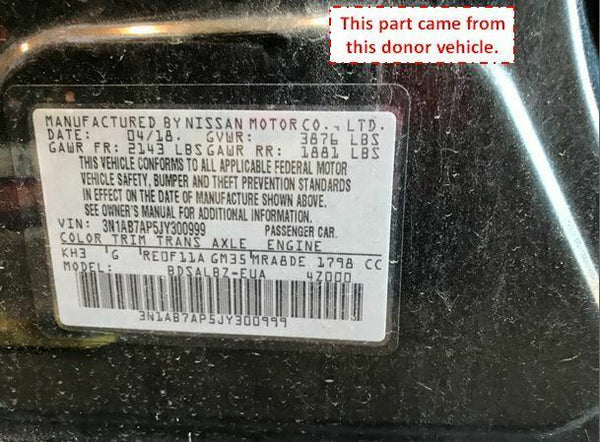 This part came from
this donor vehicle.
MANUFACTURED BY NISSAN MOTOR CO., LTD.
DATE: 04/18. GVWR: 3876 LBS
GAWR FR: 2143 LBS GAWR RR: 1881 LBS
THIS VEHICLE CONFORMS TO ALL APPLICABLE FEDERAL MOTOR
VEHICLE SAFETY, BUMPER AND THEFT PREVENTION STANDARDS
IN EFFECT ON THE DATE OF MANUFACTURE SHOWN ABOVE.
SEE OWNER'S MANUAL FOR ADDITIONAL INFORMATION.
VIN: 3N1AB7AP5JY300999 PASSENGER CAR.
COLOR TRIM TRANS AXLE ENGINE
KH3 G RE0F11A GM35 MRA8DE 1798 CC
MODEL: BDSALBZ-EUA 4Z000
3N1AB7AP5JY300999